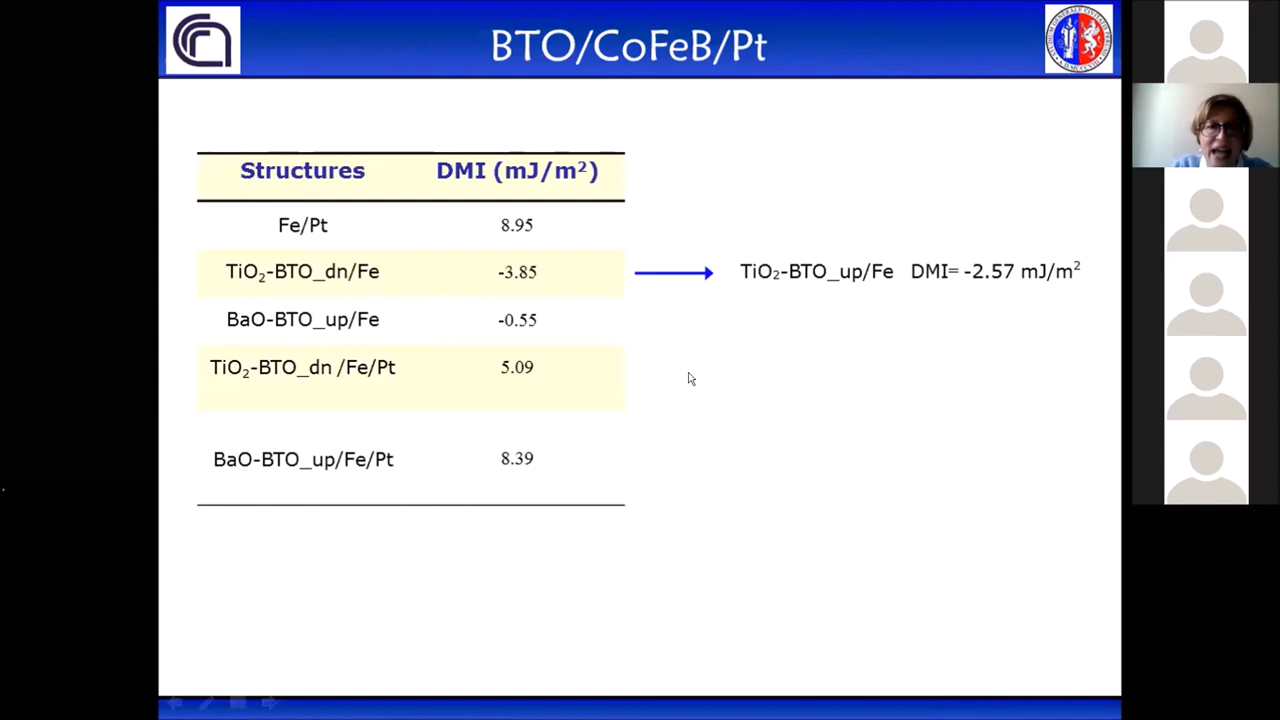 BTO/CoFeB/Pt
Structures DMI (mJ/m²)
Fe/Pt 8.95
TiO₂-BTO_dn/Fe -3.85
TiO₂-BTO_up/Fe DMI= -2.57 mJ/m²
BaO-BTO_up/Fe -0.55
TiO₂-BTO_dn /Fe/Pt 5.09
BaO-BTO_up/Fe/Pt 8.39